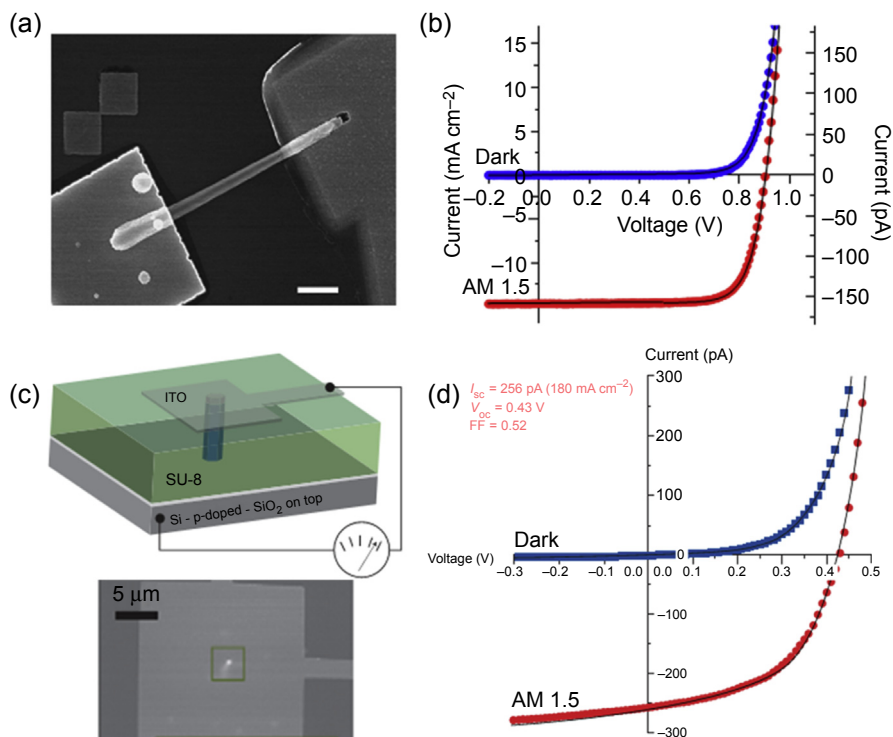 (a)
(b)
Current (mA cm−2)
15
10
5
0
−5
−10
−15
Dark
AM 1.5
−0.2
0.0
0.2
0.4
0.6
0.8
1.0
Voltage (V)
150
100
50
0
−50
−100
−150
Current (pA)
(c)
ITO
SU-8
Si - p-doped - SiO2 on top
5 μm
(d)
Current (pA)
Isc = 256 pA (180 mA cm−2)
Voc = 0.43 V
FF = 0.52
300
200
100
0
−100
−200
−300
Dark
Voltage (V)
−0.3
−0.2
−0.1
0.0
0.0
0.1
0.2
0.3
0.4
0.5
AM 1.5